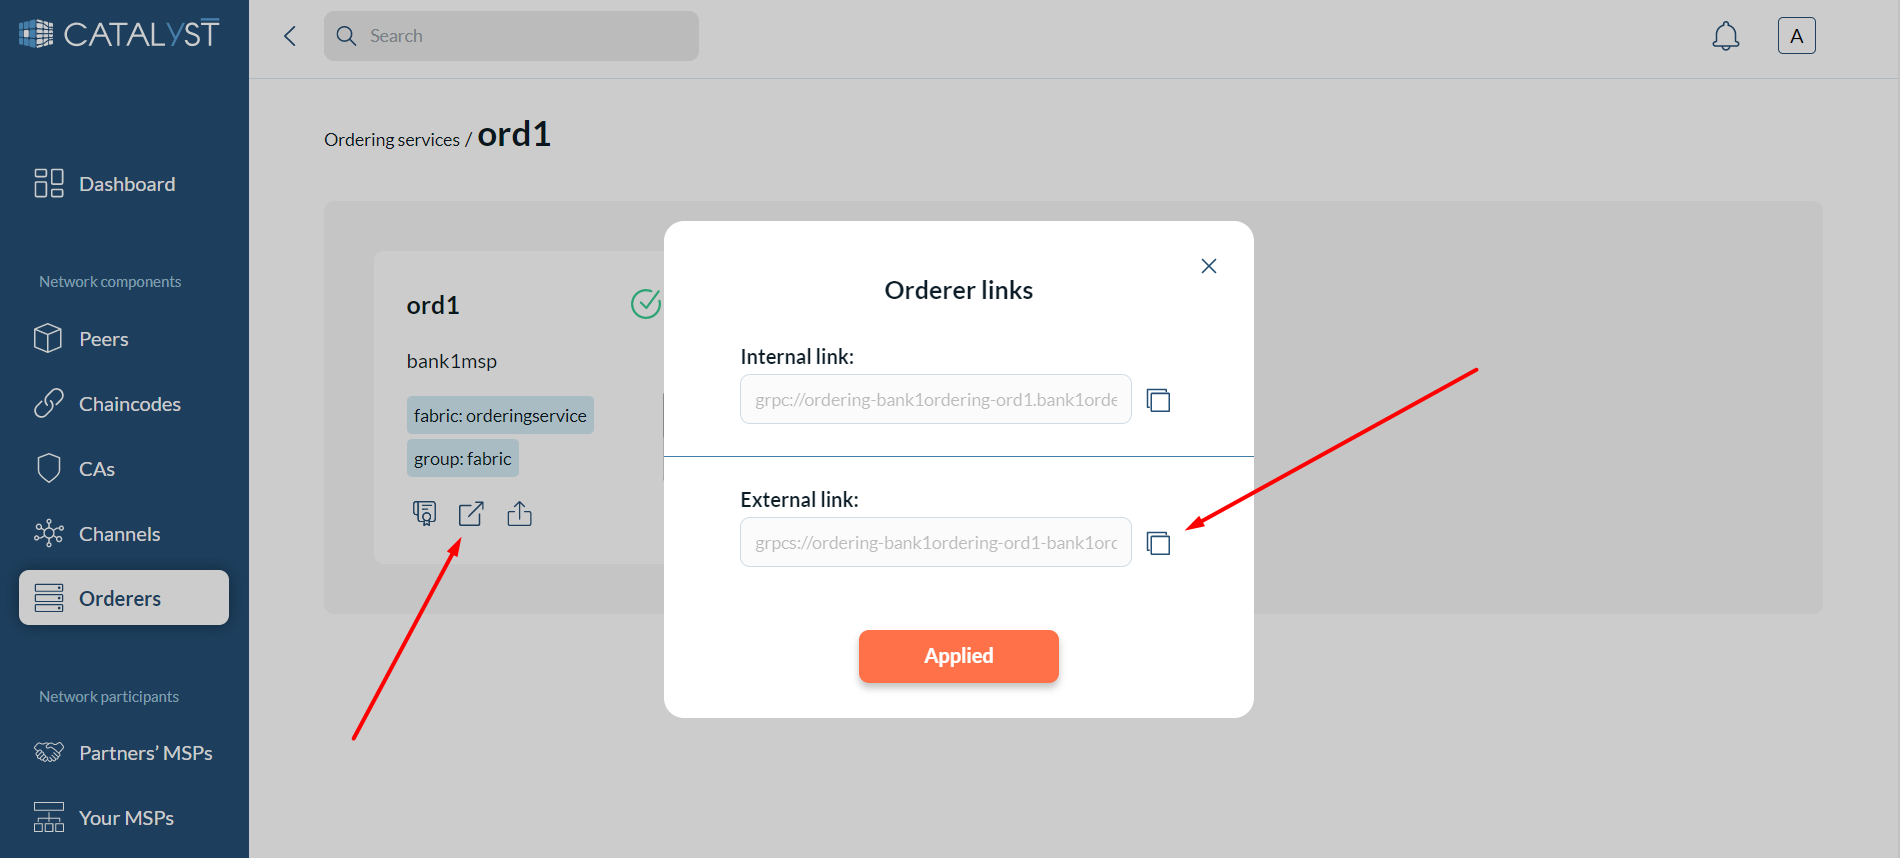 CATALYST
Search
A
Ordering services / ord1
Dashboard
Network components
Peers
Chaincodes
CAs
Channels
Orderers
Network participants
Partners’ MSPs
Your MSPs
ord1
bank1msp
fabric: orderingservice
group: fabric
Orderer links
Internal link:
grpc://ordering-bank1ordering-ord1.bank1orde
External link:
grpcs://ordering-bank1ordering-ord1-bank1orc
Applied